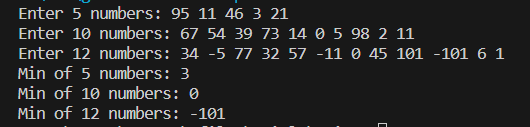 Enter 5 numbers: 95 11 46 3 21
Enter 10 numbers: 67 54 39 73 14 0 5 98 2 11
Enter 12 numbers: 34 -5 77 32 57 -11 0 45 101 -101 6 1
Min of 5 numbers: 3
Min of 10 numbers: 0
Min of 12 numbers: -101